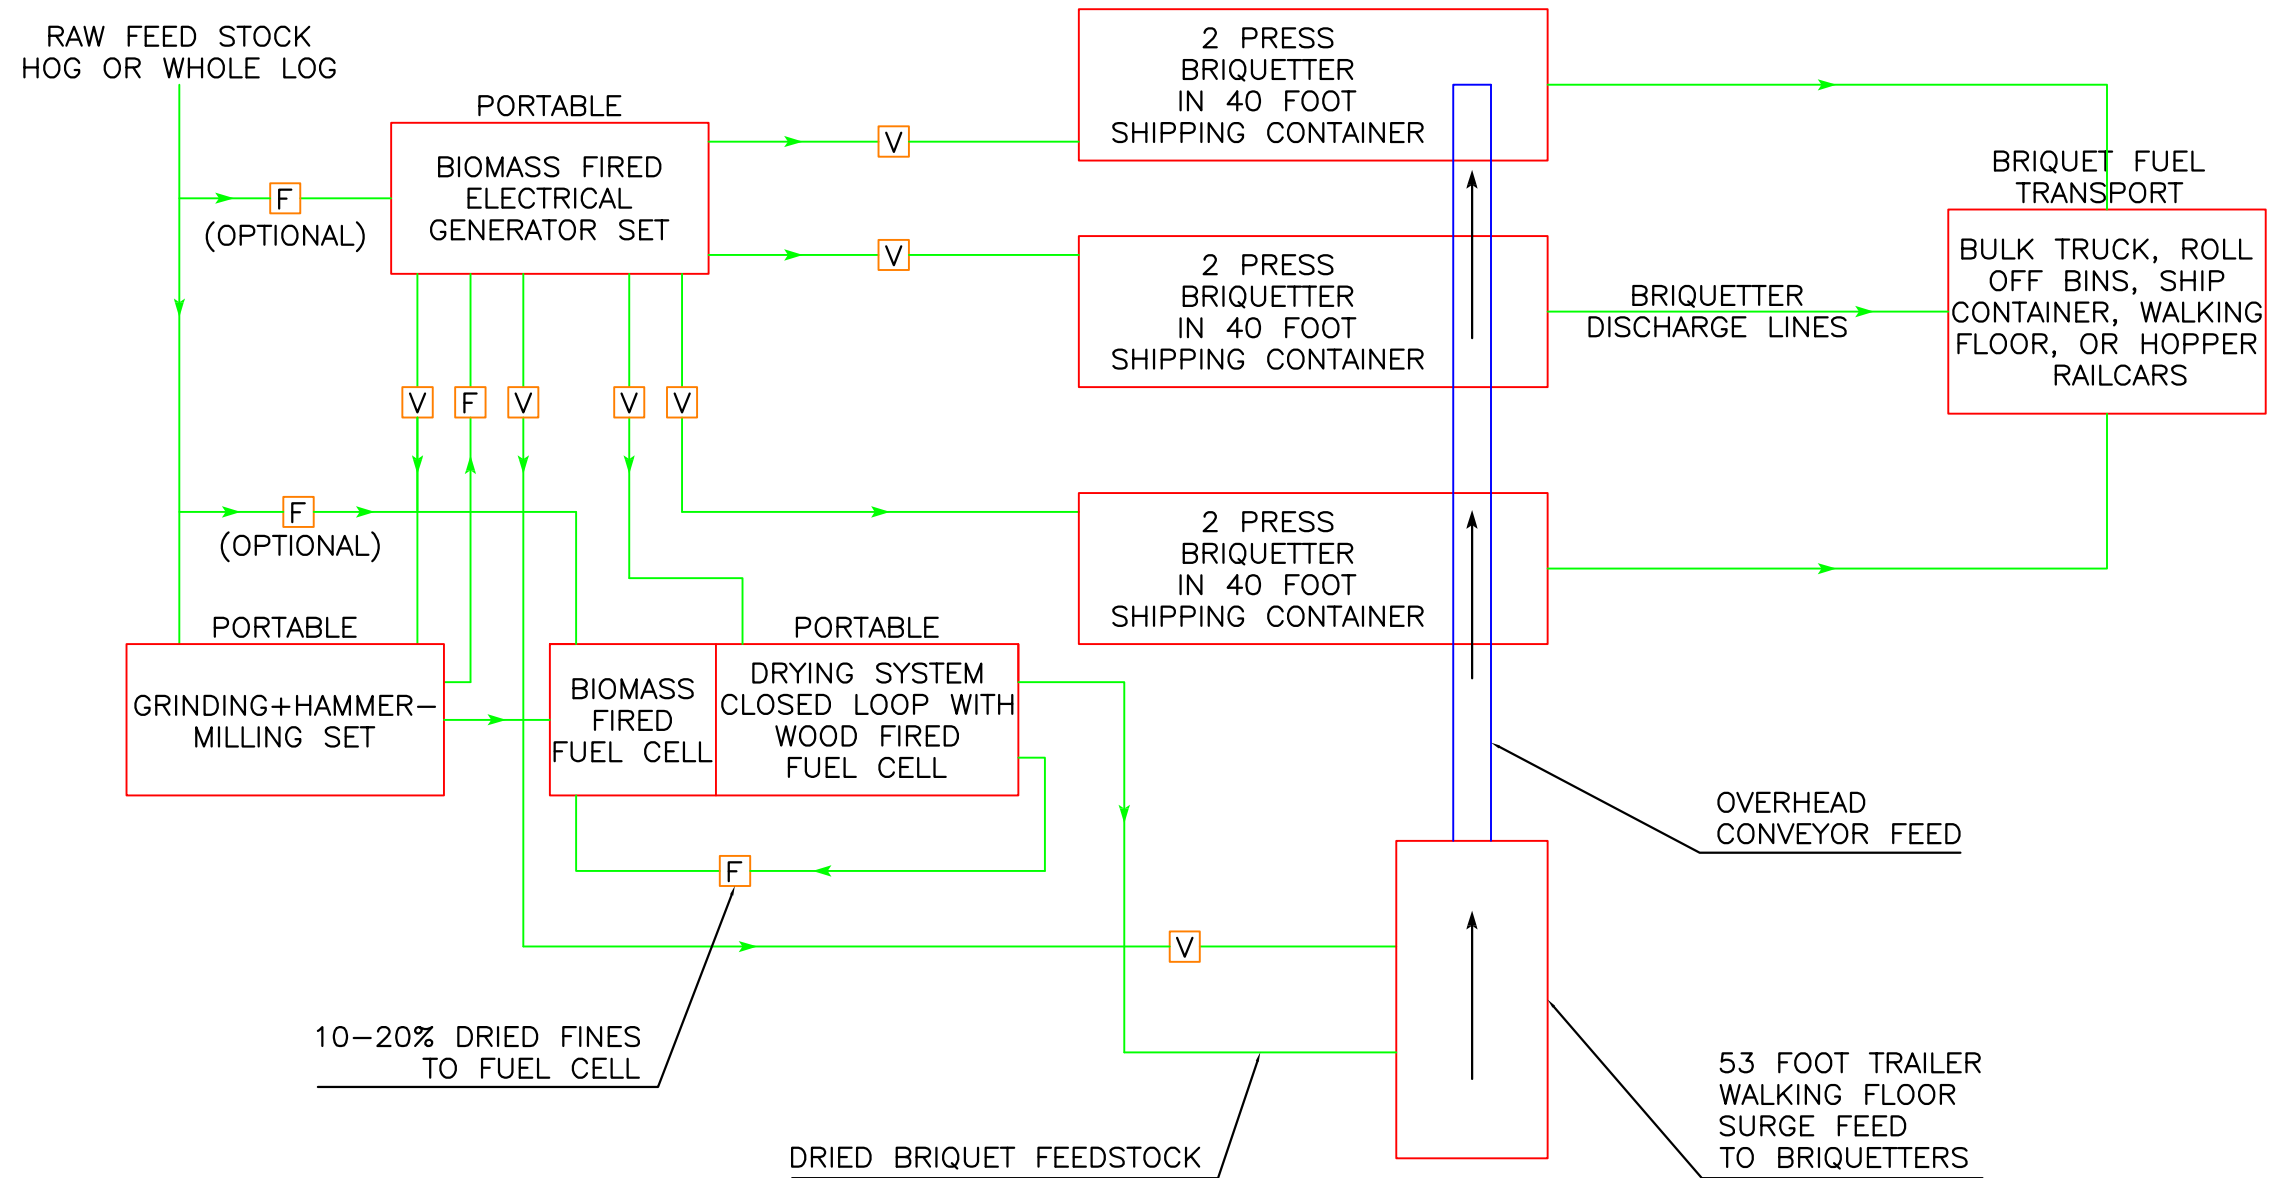 RAW FEED STOCK
HOG OR WHOLE LOG
PORTABLE
BIOMASS FIRED
ELECTRICAL
GENERATOR SET
F
(OPTIONAL)
V
V
2 PRESS
BRIQUETTER
IN 40 FOOT
SHIPPING CONTAINER
2 PRESS
BRIQUETTER
IN 40 FOOT
SHIPPING CONTAINER
BRIQUETTER
DISCHARGE LINES
BRIQUET FUEL
TRANSPORT
BULK TRUCK, ROLL
OFF BINS, SHIP
CONTAINER, WALKING
FLOOR, OR HOPPER
RAILCARS
V F V V V
F
(OPTIONAL)
2 PRESS
BRIQUETTER
IN 40 FOOT
SHIPPING CONTAINER
PORTABLE
GRINDING+HAMMER-
MILLING SET
BIOMASS
FIRED
FUEL CELL
PORTABLE
DRYING SYSTEM
CLOSED LOOP WITH
WOOD FIRED
FUEL CELL
OVERHEAD
CONVEYOR FEED
F
V
10-20% DRIED FINES
TO FUEL CELL
DRIED BRIQUET FEEDSTOCK
53 FOOT TRAILER
WALKING FLOOR
SURGE FEED
TO BRIQUETTERS